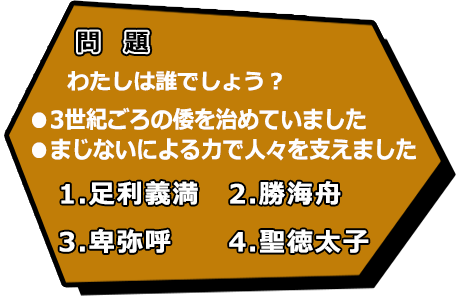 問 題
わたしは誰でしょう？
●3世紀ごろの倭を治めていました
●まじないによる力で人々を支えました
1.足利義満 2.勝海舟
3.卑弥呼 4.聖徳太子